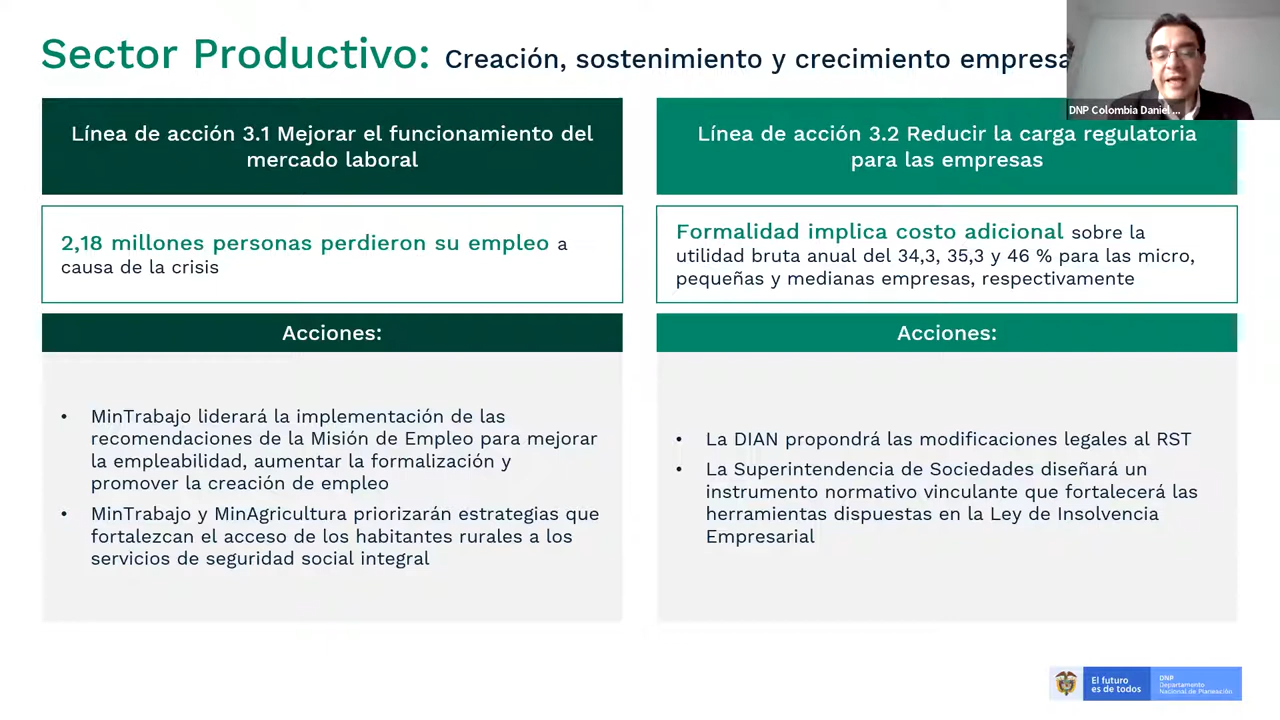 Sector Productivo: Creación, sostenimiento y crecimiento empresa
DNP Colombia Daniel ...
Línea de acción 3.1 Mejorar el funcionamiento del
mercado laboral
2,18 millones personas perdieron su empleo a
causa de la crisis
Acciones:
• MinTrabajo liderará la implementación de las
recomendaciones de la Misión de Empleo para mejorar
la empleabilidad, aumentar la formalización y
promover la creación de empleo
• MinTrabajo y MinAgricultura priorizarán estrategias que
fortalezcan el acceso de los habitantes rurales a los
servicios de seguridad social integral
Línea de acción 3.2 Reducir la carga regulatoria
para las empresas
Formalidad implica costo adicional sobre la
utilidad bruta anual del 34,3, 35,3 y 46 % para las micro,
pequeñas y medianas empresas, respectivamente
Acciones:
• La DIAN propondrá las modificaciones legales al RST
• La Superintendencia de Sociedades diseñará un
instrumento normativo vinculante que fortalecerá las
herramientas dispuestas en la Ley de Insolvencia
Empresarial
El futuro
es de todos
DNP
Departamento
Nacional de Planeación